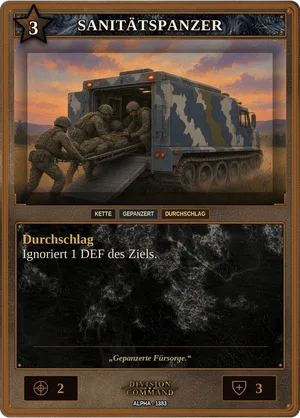 3
SANITÄTSPANZER
KETTE GEPANZERT DURCHSCHLAG
Durchschlag
Ignoriert 1 DEF des Ziels.
„Gepanzerte Fürsorge.“
2
DIVISION
COMMAND
ALPHA - 1383
3